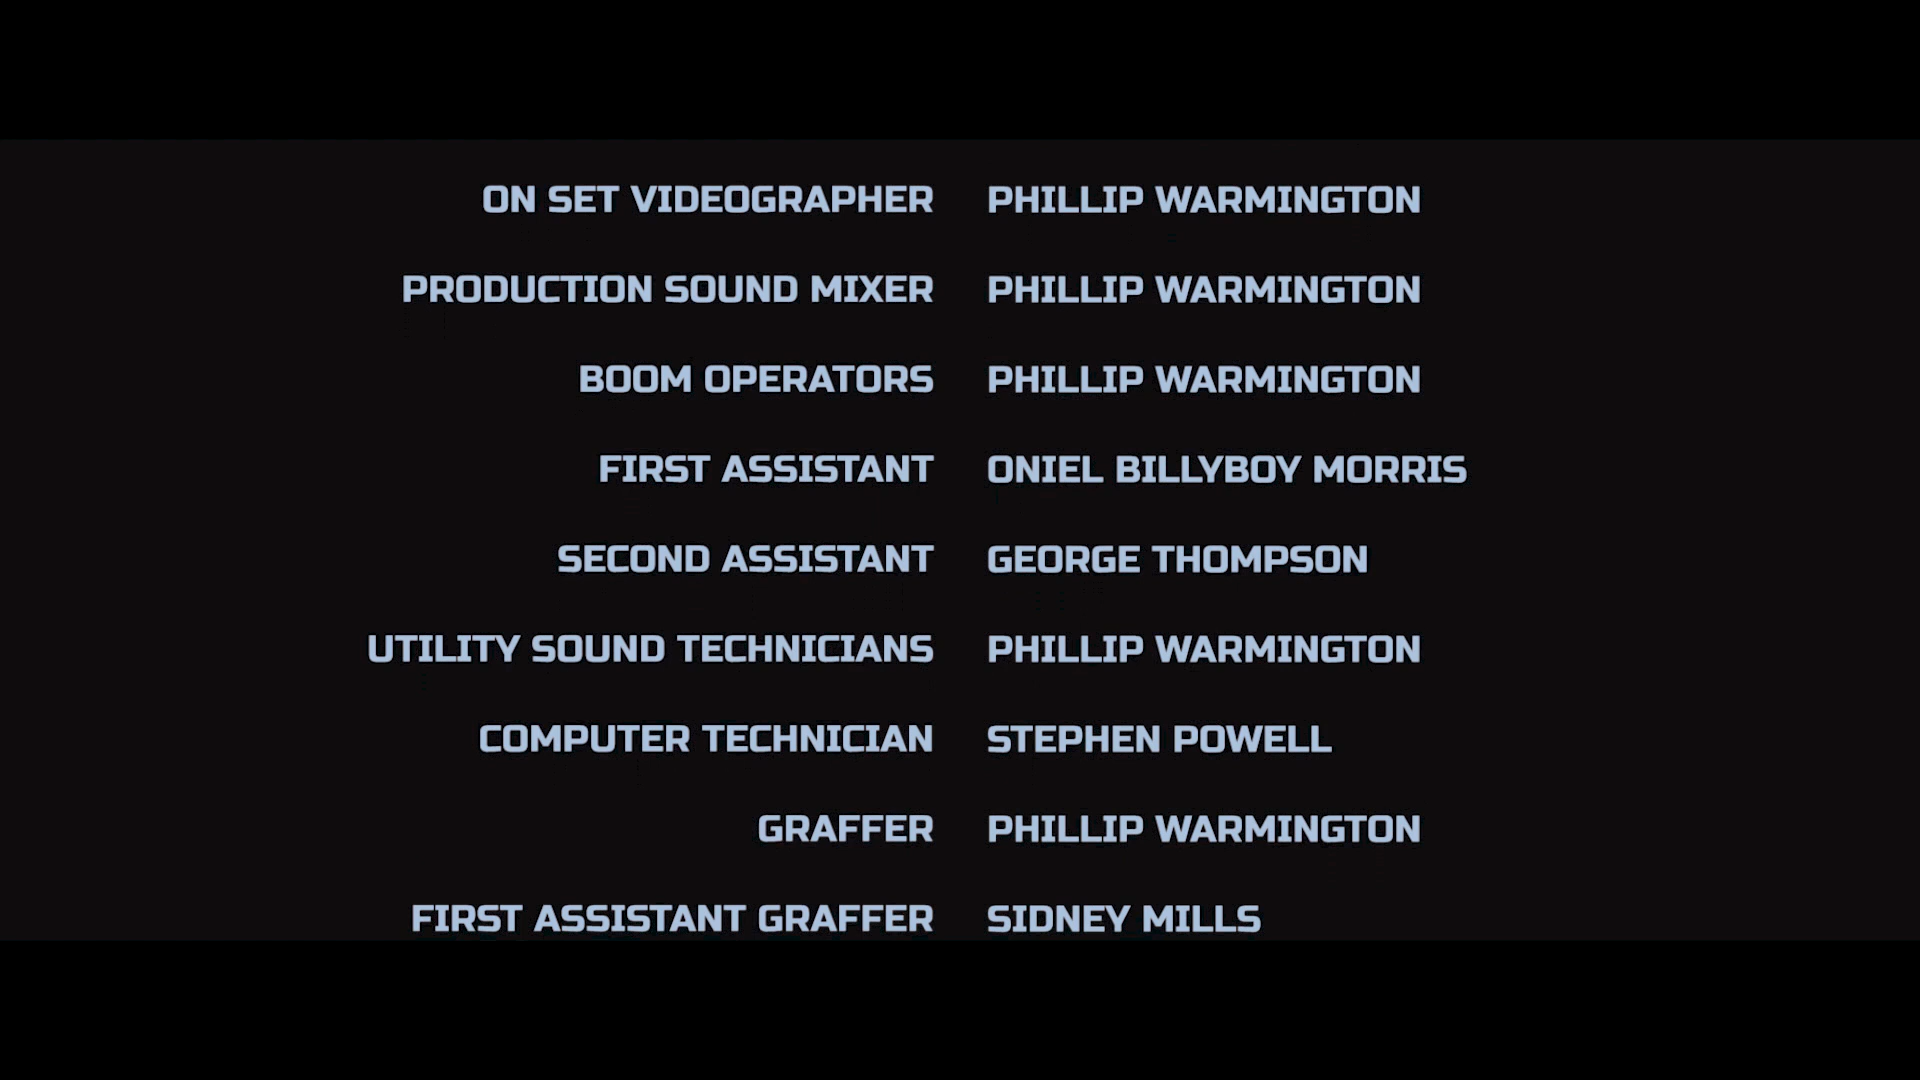 ON SET VIDEOGRAPHER PHILLIP WARMINGTON
PRODUCTION SOUND MIXER PHILLIP WARMINGTON
BOOM OPERATORS PHILLIP WARMINGTON
FIRST ASSISTANT ONIEL BILLYBOY MORRIS
SECOND ASSISTANT GEORGE THOMPSON
UTILITY SOUND TECHNICIANS PHILLIP WARMINGTON
COMPUTER TECHNICIAN STEPHEN POWELL
GRAFFER PHILLIP WARMINGTON
FIRST ASSISTANT GRAFFER SIDNEY MILLS